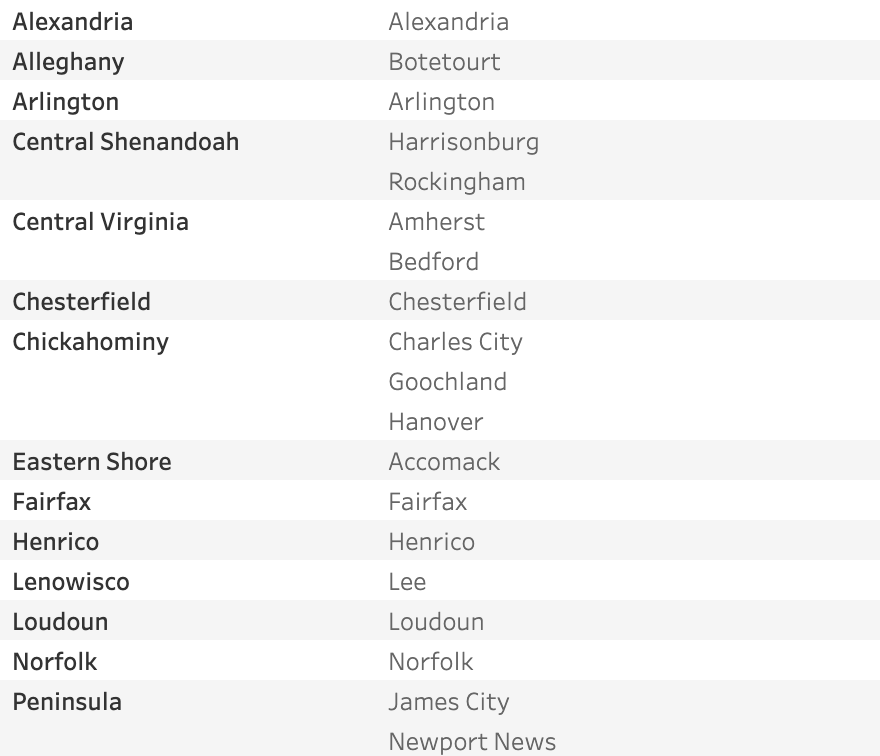 Alexandria Alexandria
Alleghany Botetourt
Arlington Arlington
Central Shenandoah Harrisonburg
Rockingham
Central Virginia Amherst
Bedford
Chesterfield Chesterfield
Chickahominy Charles City
Goochland
Hanover
Eastern Shore Accomack
Fairfax Fairfax
Henrico Henrico
Lenowisco Lee
Loudoun Loudoun
Norfolk Norfolk
Peninsula James City
Newport News